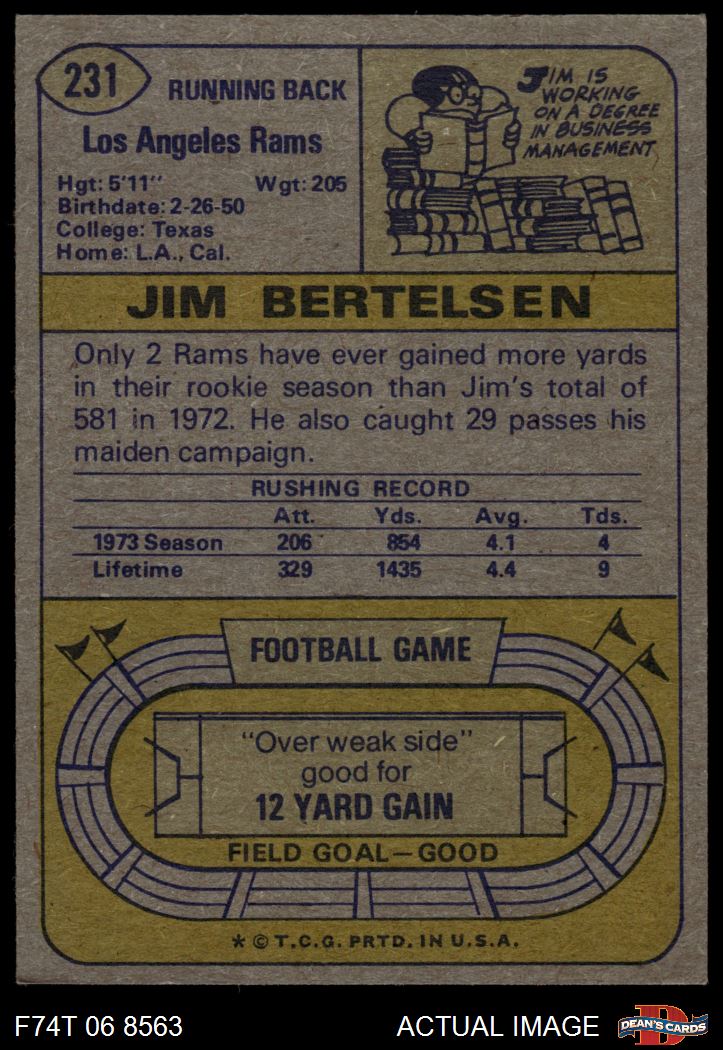 231
RUNNING BACK
Los Angeles Rams
Hgt: 5'11" Wgt: 205
Birthdate: 2-26-50
College: Texas
Home: L.A., Cal.
JIM IS
WORKING
ON A DEGREE
IN BUSINESS
MANAGEMENT
JIM BERTELSEN
Only 2 Rams have ever gained more yards
in their rookie season than Jim's total of
581 in 1972. He also caught 29 passes his
maiden campaign.
RUSHING RECORD
Att. Yds. Avg. Tds.
1973 Season 206 854 4.1 4
Lifetime 329 1435 4.4 9
FOOTBALL GAME
"Over weak side"
good for
12 YARD GAIN
FIELD GOAL—GOOD
* © T.C.G. PRTD. IN U.S.A.
F74T 06 8563 ACTUAL IMAGE
D
DEAN'S CARDS